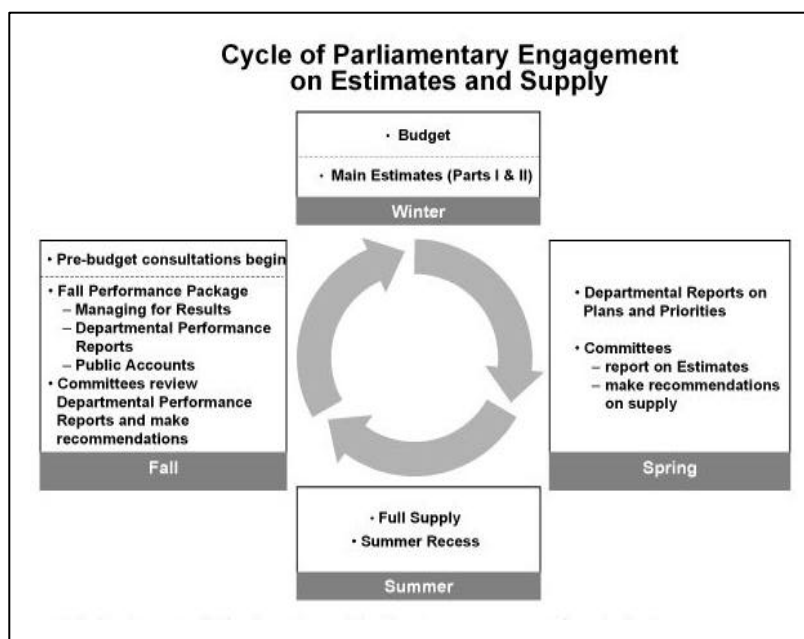 Cycle of Parliamentary Engagement
on Estimates and Supply
• Budget
• Main Estimates (Parts I & II)
Winter
• Pre-budget consultations begin
• Fall Performance Package
– Managing for Results
– Departmental Performance
Reports
– Public Accounts
• Committees review
Departmental Performance
Reports and make
recommendations
Fall
• Departmental Reports on
Plans and Priorities
• Committees
– report on Estimates
– make recommendations
on supply
Spring
• Full Supply
• Summer Recess
Summer